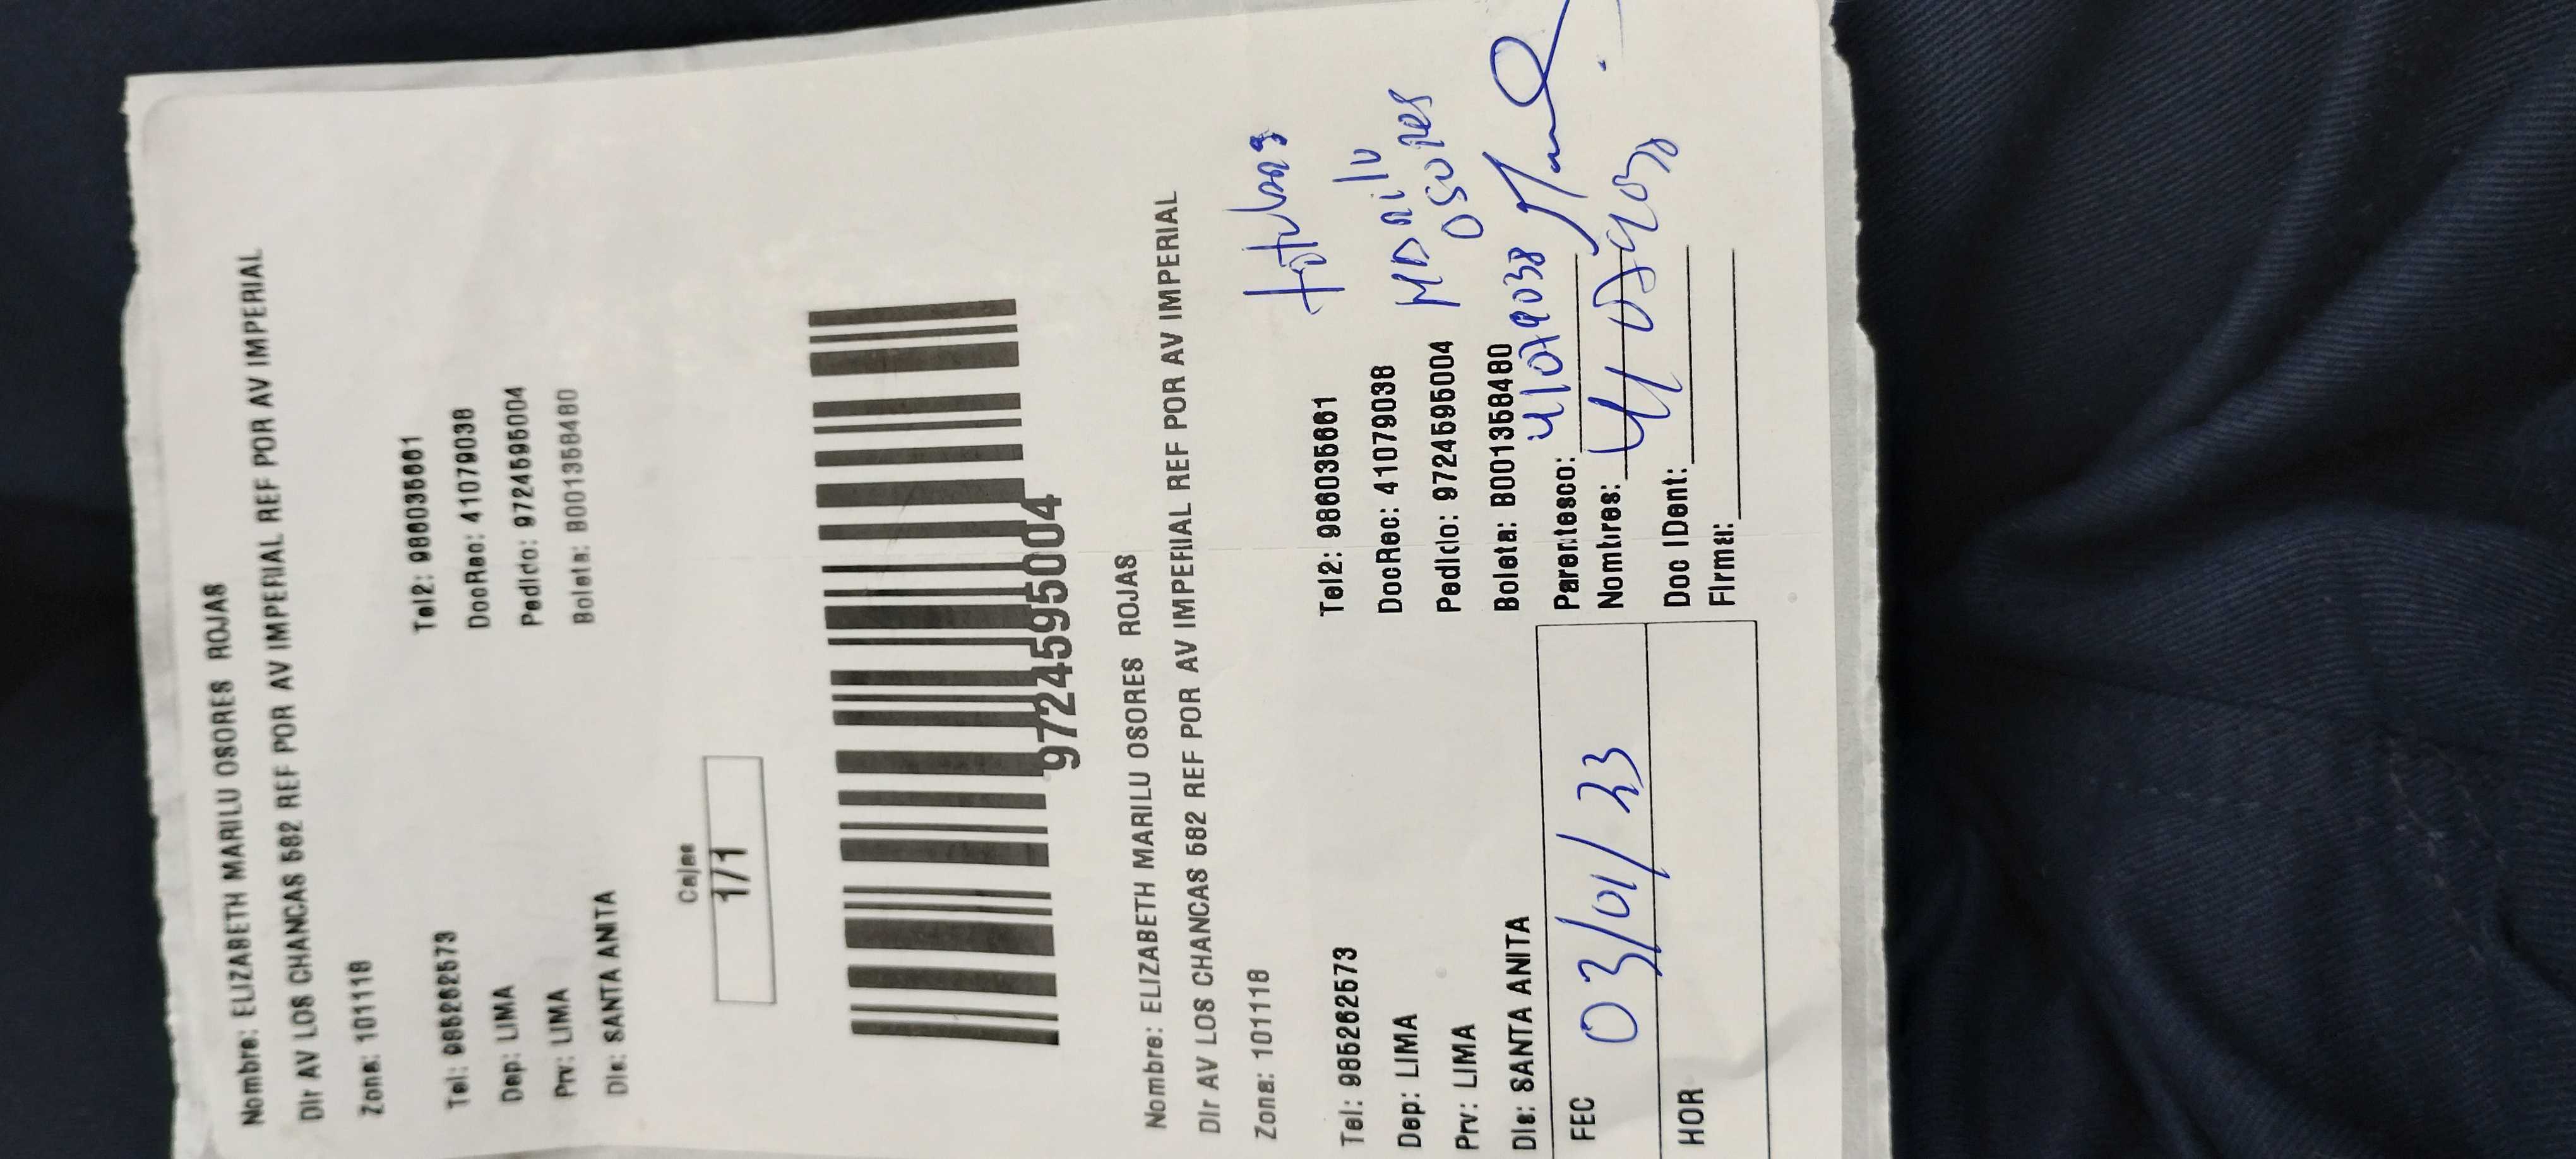 Nombre: ELIZABETH MARILU OSORES ROJAS
Dir AV LOS CHANCAS 582 REF POR AV IMPERIAL REF POR AV IMPERIAL
Zona: 101118
Tel: 985262573 Tel2: 986035661
Dep: LIMA DocRec: 41079038
Prv: LIMA Pedido: 9724595004
Dis: SANTA ANITA Boleta: B001358480
Cajas
1/1
9724595004
Nombre: ELIZABETH MARILU OSORES ROJAS
Dir AV LOS CHANCAS 582 REF POR AV IMPERIAL REF POR AV IMPERIAL
Zona: 101118
Tel: 985262573 Tel2: 986035661
Dep: LIMA DocRec: 41079038 MARilu
Prv: LIMA Pedido: 9724595004 OSORES
Dis: SANTA ANITA Boleta: B001358480
41079038
FEC 03/01/23 Parentesco:
Nombres:
HOR Doc IDent:
Firma: